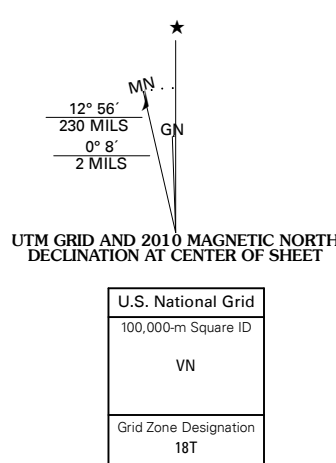 ★
MN
12° 56´
230 MILS
GN
0° 8´
2 MILS
UTM GRID AND 2010 MAGNETIC NORTH
DECLINATION AT CENTER OF SHEET
U.S. National Grid
100,000-m Square ID
VN
Grid Zone Designation
18T